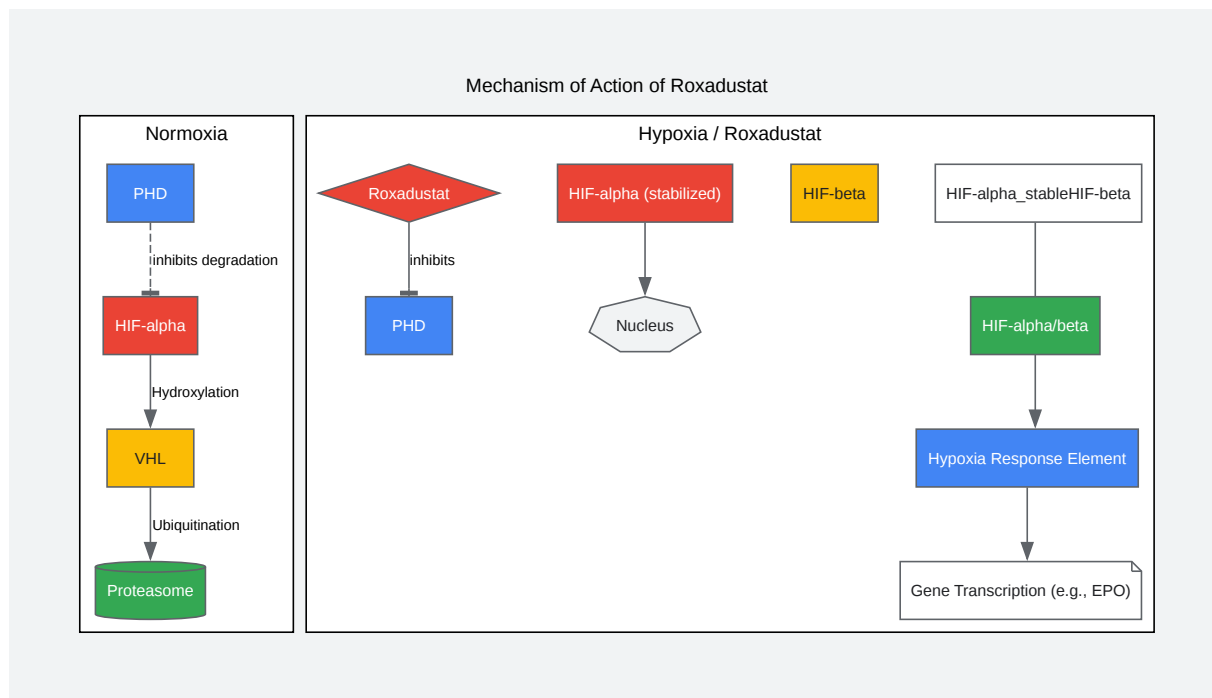 Mechanism of Action of Roxadustat
Normoxia
PHD
inhibits degradation
HIF-alpha
Hydroxylation
VHL
Ubiquitination
Proteasome
Hypoxia / Roxadustat
Roxadustat
inhibits
PHD
HIF-alpha (stabilized)
Nucleus
HIF-beta
HIF-alpha_stableHIF-beta
HIF-alpha/beta
Hypoxia Response Element
Gene Transcription (e.g., EPO)